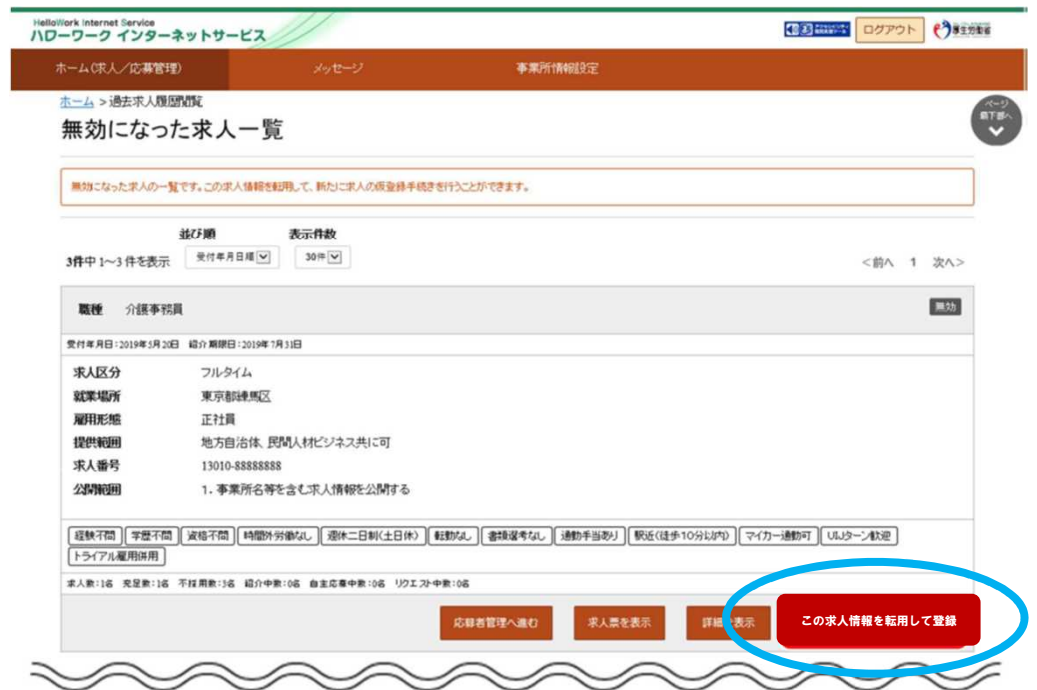 HelloWork Internet Service
ハローワーク インターネットサービス
ログアウト
厚生労働省
ホーム(求人／応募管理)
メッセージ
事業所情報設定
ホーム >過去求人履歴閲覧
無効になった求人一覧
ページ
最下部へ
無効になった求人の一覧です。この求人情報を転用して、新たに求人の仮登録手続きを行うことができます。
並び順
表示件数
3件中 1～3 件を表示
受付年月日順
30件
<前へ 1 次へ>
職種 介護事務員
無効
受付年月日:2019年5月20日 紹介期限日:2019年7月31日
求人区分 フルタイム
就業場所 東京都練馬区
雇用形態 正社員
提供範囲 地方自治体、民間人材ビジネス共に可
求人番号 13010-88888888
公開範囲 1. 事業所名等を含む求人情報を公開する
経験不問 学歴不問 資格不問 時間外労働なし 週休二日制(土日休) 転勤なし 書類選考なし 通勤手当あり 駅近(徒歩10分以内) マイカー通勤可 UIJターン歓迎
トライアル雇用併用
求人数:1名 充足数:1名 不採用数:3名 紹介中数:0名 自主応募中数:0名 リクエスト中数:0名
応募者管理へ進む
求人票を表示
詳細を表示
この求人情報を転用して登録